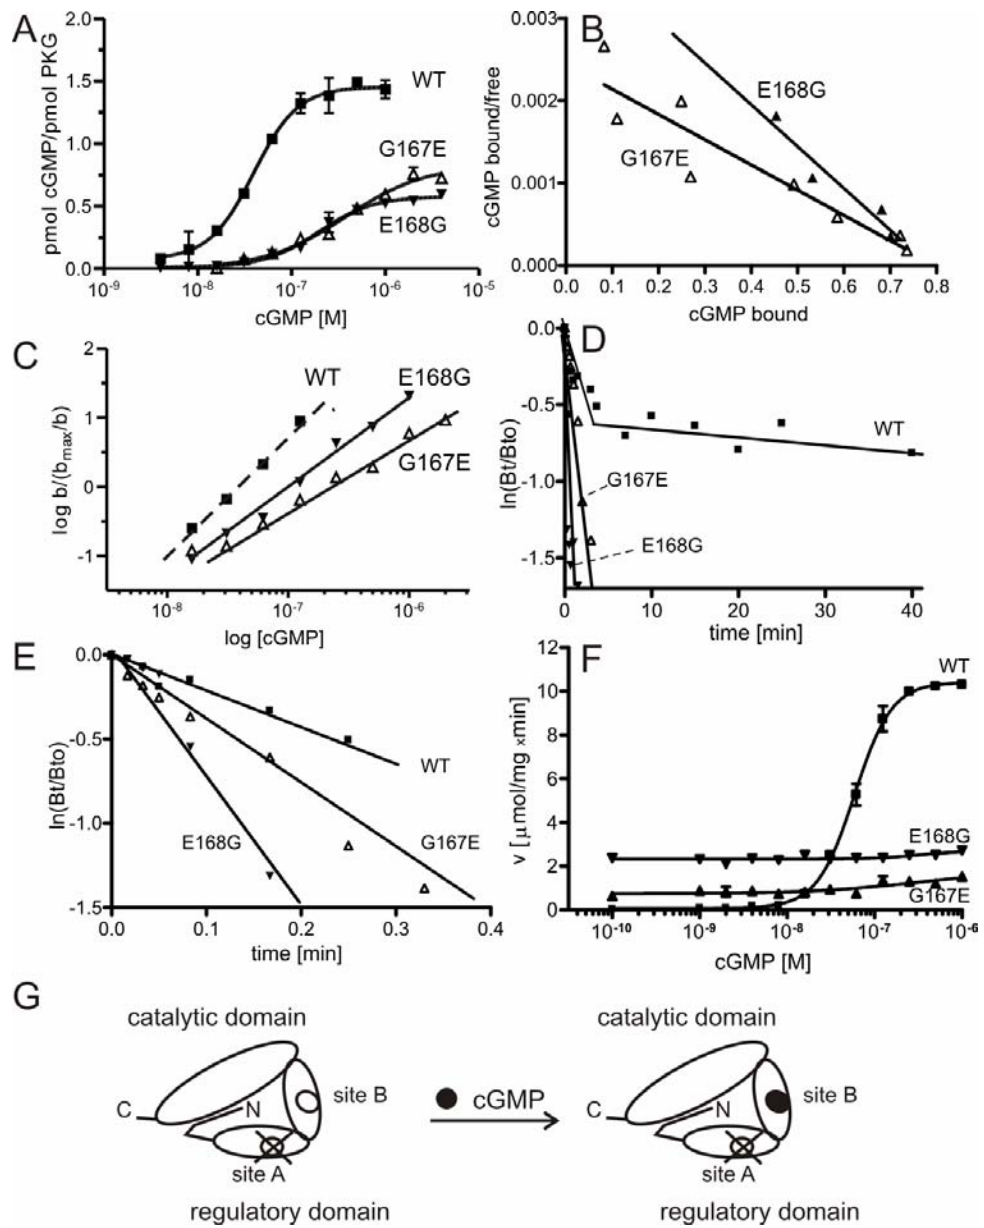 A
pmol cGMP/pmol PKG
2.0
1.5
1.0
0.5
0.0
WT
G167E
E168G
10⁻⁹ 10⁻⁸ 10⁻⁷ 10⁻⁶ 10⁻⁵
cGMP [M]
B
cGMP bound/free
0.003
0.002
0.001
0.000
E168G
G167E
0.0 0.1 0.2 0.3 0.4 0.5 0.6 0.7 0.8
cGMP bound
C
log b/(bmax/b)
2
1
0
-1
WT
E168G
G167E
10⁻⁸ 10⁻⁷ 10⁻⁶
log [cGMP]
D
ln(Bt/Bto)
0.0
-0.5
-1.0
-1.5
WT
G167E
E168G
0 10 20 30 40
time [min]
E
ln(Bt/Bto)
0.0
-0.5
-1.0
-1.5
WT
E168G
G167E
0.0 0.1 0.2 0.3 0.4
time [min]
F
v [µmol/mg xmin]
12
10
8
6
4
2
0
WT
E168G
G167E
10⁻¹⁰ 10⁻⁹ 10⁻⁸ 10⁻⁷ 10⁻⁶
cGMP [M]
G
catalytic domain
C
N
site B
site A
regulatory domain
cGMP
catalytic domain
C
N
site B
site A
regulatory domain